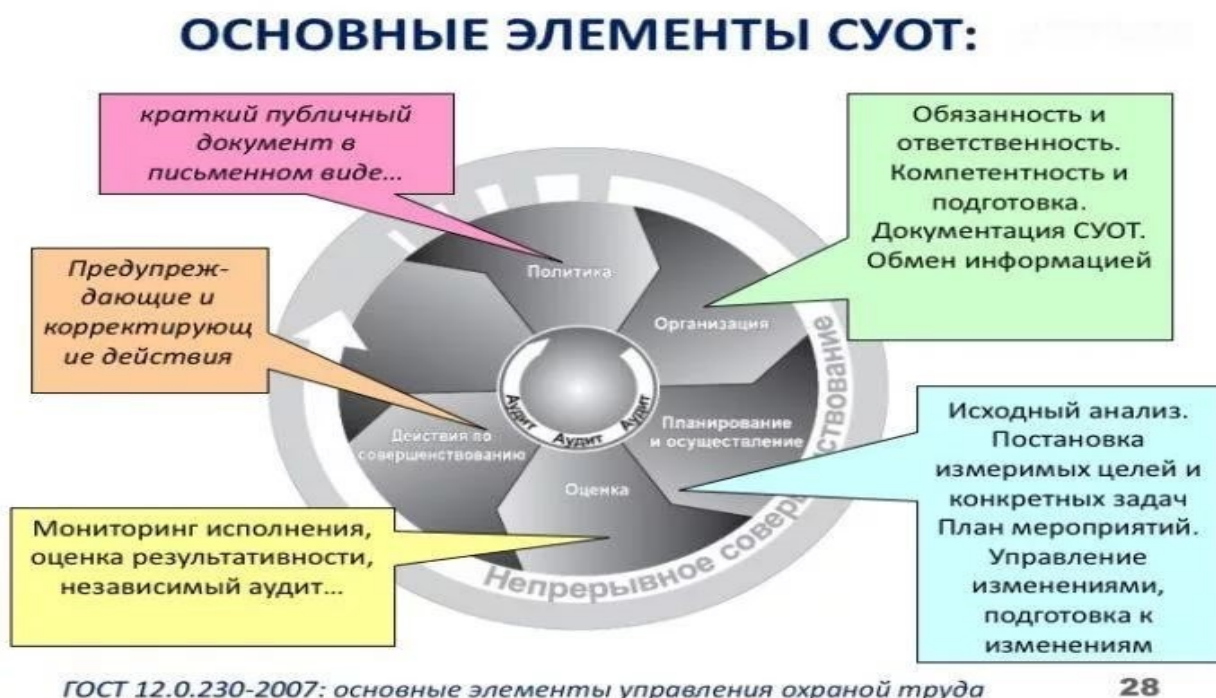 ОСНОВНЫЕ ЭЛЕМЕНТЫ СУОТ:
краткий публичный
документ в
письменном виде...
Обязанность и
ответственность.
Компетентность и
подготовка.
Документация СУОТ.
Обмен информацией
Предупреж-
дающие и
корректирующ
ие действия
Политика
Организация
Планирование
и осуществление
Оценка
Действия по
совершенствованию
Аудит
Аудит
Аудит
Непрерывное совер
ствование
Исходный анализ.
Постановка
измеримых целей и
конкретных задач
План мероприятий.
Управление
изменениями,
подготовка к
изменениям
Мониторинг исполнения,
оценка результативности,
независимый аудит...
ГОСТ 12.0.230-2007: основные элементы управления охраной труда
28